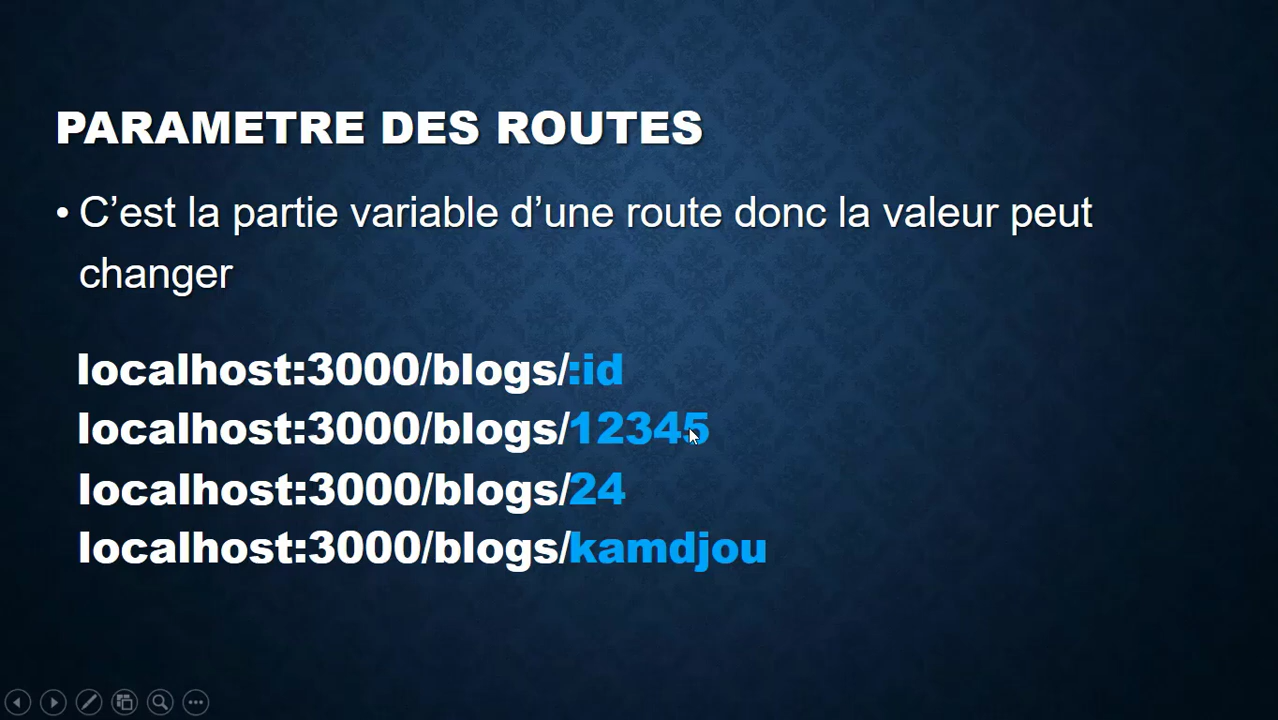 PARAMETRE DES ROUTES
• C’est la partie variable d’une route donc la valeur peut
changer
localhost:3000/blogs/:id
localhost:3000/blogs/12345
localhost:3000/blogs/24
localhost:3000/blogs/kamdjou